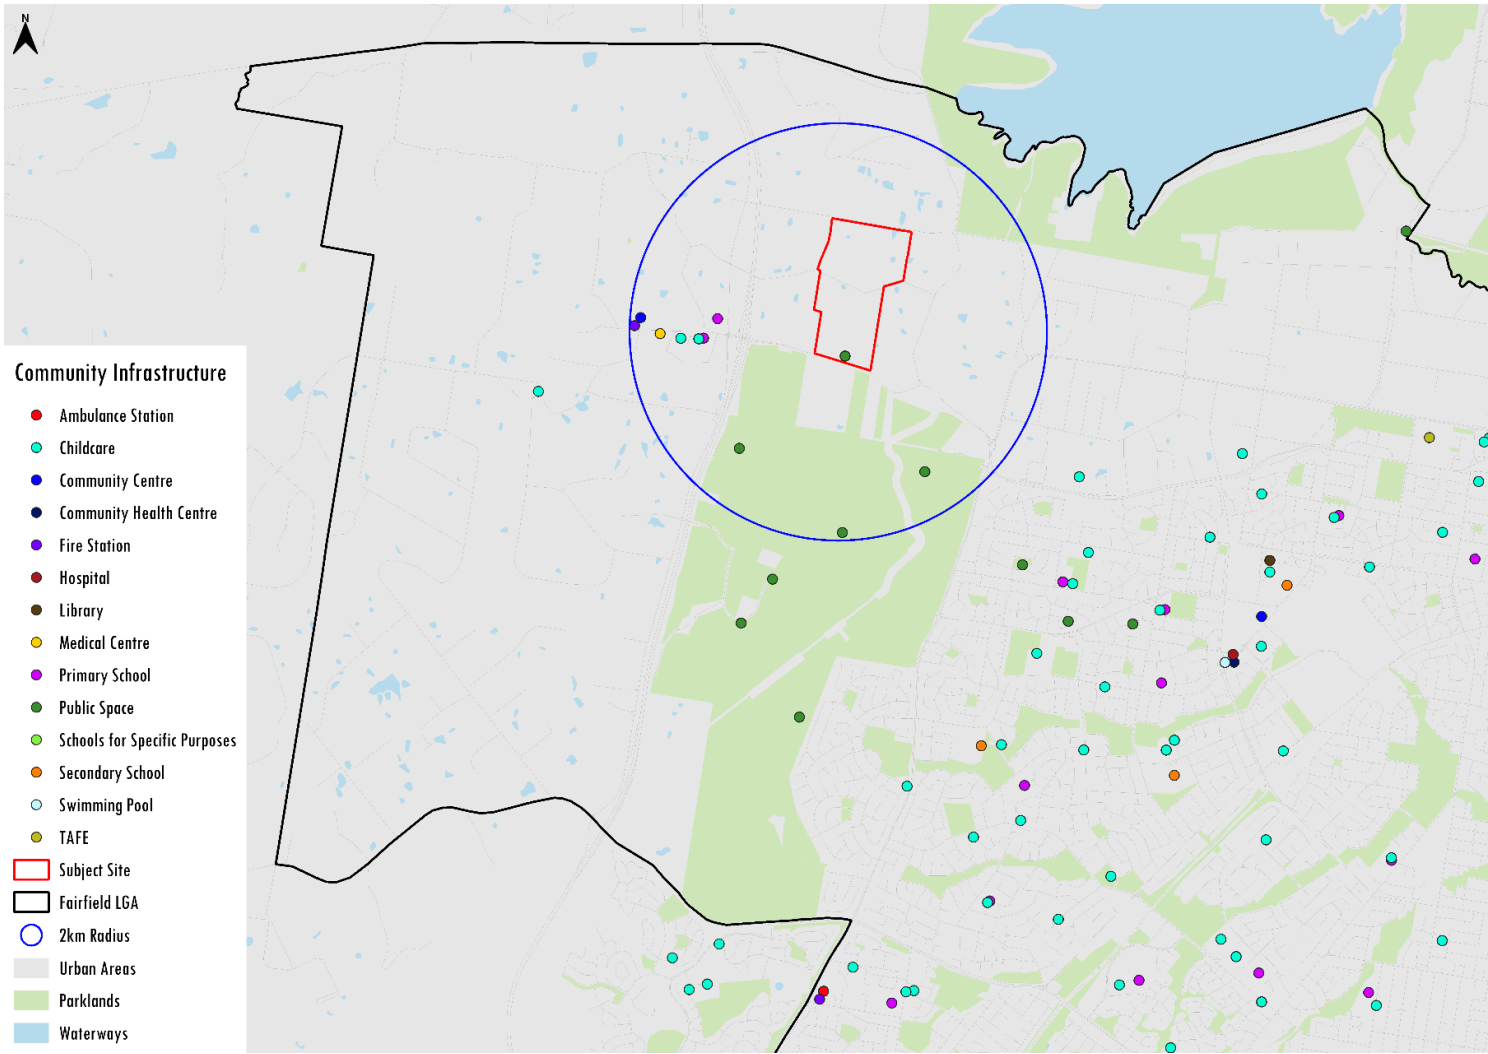 N
Community Infrastructure
Ambulance Station
Childcare
Community Centre
Community Health Centre
Fire Station
Hospital
Library
Medical Centre
Primary School
Public Space
Schools for Specific Purposes
Secondary School
Swimming Pool
TAFE
Subject Site
Fairfield LGA
2km Radius
Urban Areas
Parklands
Waterways